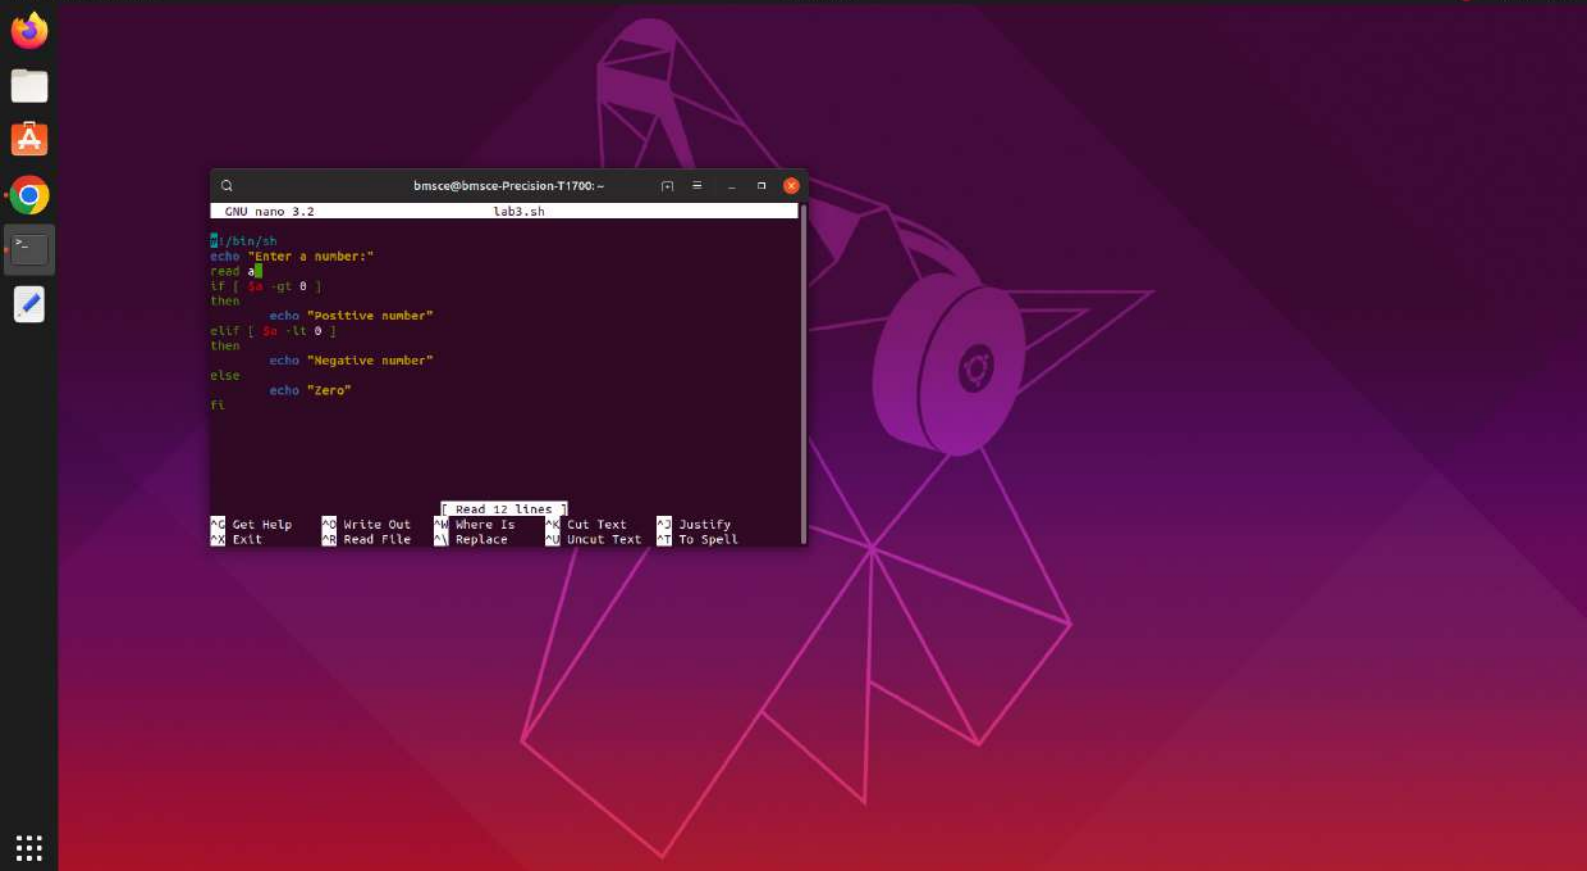 bmsce@bmsce-Precision-T1700: ~
GNU nano 3.2 lab3.sh
#!/bin/sh
echo "Enter a number:"
read a
if [ $a -gt 0 ]
then
echo "Positive number"
elif [ $a -lt 0 ]
then
echo "Negative number"
else
echo "Zero"
fi
[ Read 12 lines ]
^G Get Help ^O Write Out ^W Where Is ^K Cut Text ^J Justify
^X Exit ^R Read File ^\ Replace ^U Uncut Text ^T To Spell